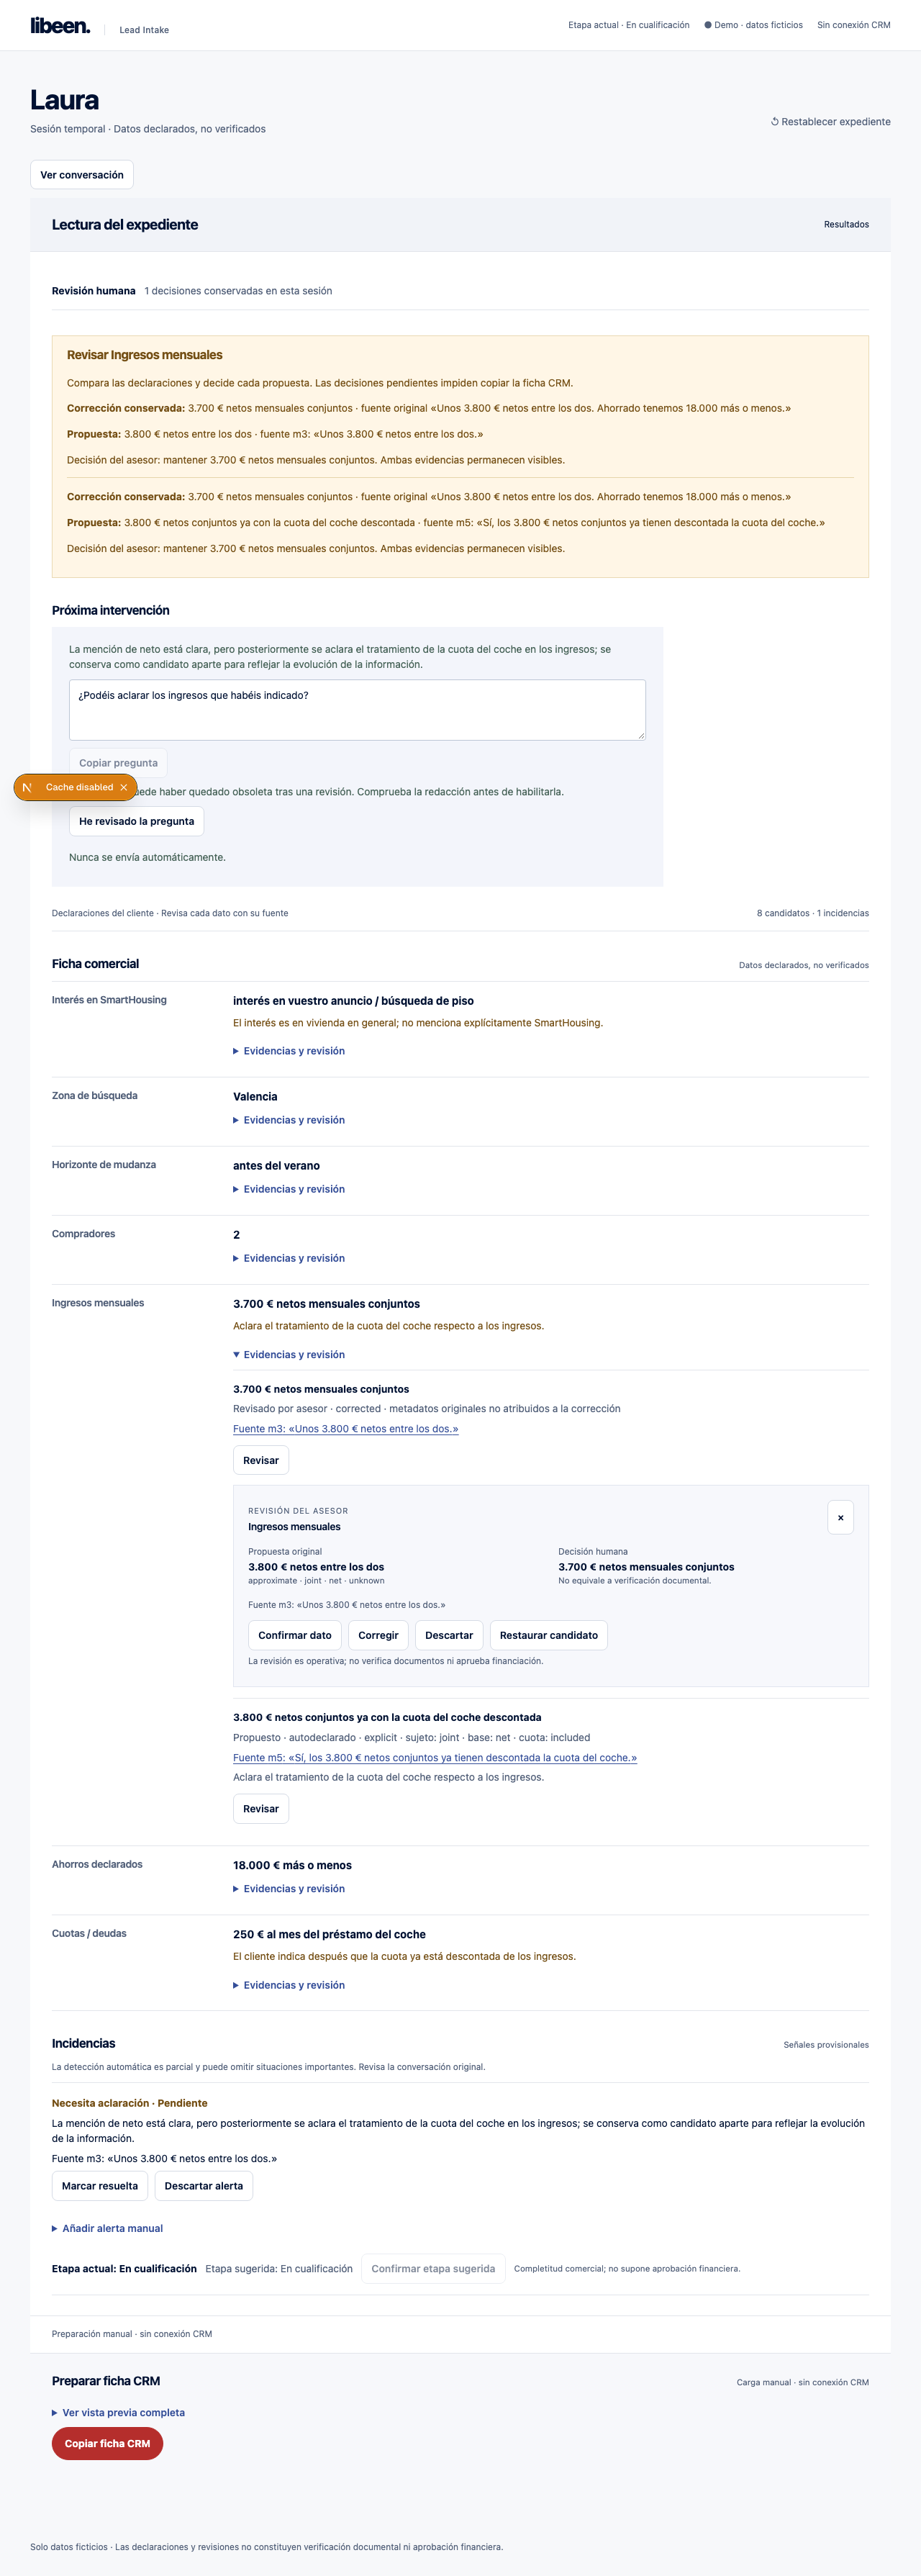 libeen.
Lead Intake
Etapa actual · En cualificación
Demo · datos ficticios
Sin conexión CRM
Laura
Sesión temporal · Datos declarados, no verificados
↺ Restablecer expediente
Ver conversación
Lectura del expediente
Resultados
Revisión humana 1 decisiones conservadas en esta sesión
Revisar Ingresos mensuales
Compara las declaraciones y decide cada propuesta. Las decisiones pendientes impiden copiar la ficha CRM.
Corrección conservada: 3.700 € netos mensuales conjuntos · fuente original «Unos 3.800 € netos entre los dos. Ahorrado tenemos 18.000 más o menos.»
Propuesta: 3.800 € netos entre los dos · fuente m3: «Unos 3.800 € netos entre los dos.»
Decisión del asesor: mantener 3.700 € netos mensuales conjuntos. Ambas evidencias permanecen visibles.
Corrección conservada: 3.700 € netos mensuales conjuntos · fuente original «Unos 3.800 € netos entre los dos. Ahorrado tenemos 18.000 más o menos.»
Propuesta: 3.800 € netos conjuntos ya con la cuota del coche descontada · fuente m5: «Sí, los 3.800 € netos conjuntos ya tienen descontada la cuota del coche.»
Decisión del asesor: mantener 3.700 € netos mensuales conjuntos. Ambas evidencias permanecen visibles.
Próxima intervención
La mención de neto está clara, pero posteriormente se aclara el tratamiento de la cuota del coche en los ingresos; se
conserva como candidato aparte para reflejar la evolución de la información.
¿Podéis aclarar los ingresos que habéis indicado?
Copiar pregunta
Cache disabled ×
ede haber quedado obsoleta tras una revisión. Comprueba la redacción antes de habilitarla.
He revisado la pregunta
Nunca se envía automáticamente.
Declaraciones del cliente · Revisa cada dato con su fuente
8 candidatos · 1 incidencias
Ficha comercial
Datos declarados, no verificados
Interés en SmartHousing
interés en vuestro anuncio / búsqueda de piso
El interés es en vivienda en general; no menciona explícitamente SmartHousing.
▶ Evidencias y revisión
Zona de búsqueda
Valencia
▶ Evidencias y revisión
Horizonte de mudanza
antes del verano
▶ Evidencias y revisión
Compradores
2
▶ Evidencias y revisión
Ingresos mensuales
3.700 € netos mensuales conjuntos
Aclara el tratamiento de la cuota del coche respecto a los ingresos.
▼ Evidencias y revisión
3.700 € netos mensuales conjuntos
Revisado por asesor · corrected · metadatos originales no atribuidos a la corrección
Fuente m3: «Unos 3.800 € netos entre los dos.»
Revisar
REVISIÓN DEL ASESOR
Ingresos mensuales
×
Propuesta original
3.800 € netos entre los dos
approximate · joint · net · unknown
Decisión humana
3.700 € netos mensuales conjuntos
No equivale a verificación documental.
Fuente m3: «Unos 3.800 € netos entre los dos.»
Confirmar dato
Corregir
Descartar
Restaurar candidato
La revisión es operativa; no verifica documentos ni aprueba financiación.
3.800 € netos conjuntos ya con la cuota del coche descontada
Propuesto · autodeclarado · explicit · sujeto: joint · base: net · cuota: included
Fuente m5: «Sí, los 3.800 € netos conjuntos ya tienen descontada la cuota del coche.»
Aclara el tratamiento de la cuota del coche respecto a los ingresos.
Revisar
Ahorros declarados
18.000 € más o menos
▶ Evidencias y revisión
Cuotas / deudas
250 € al mes del préstamo del coche
El cliente indica después que la cuota ya está descontada de los ingresos.
▶ Evidencias y revisión
Incidencias
Señales provisionales
La detección automática es parcial y puede omitir situaciones importantes. Revisa la conversación original.
Necesita aclaración · Pendiente
La mención de neto está clara, pero posteriormente se aclara el tratamiento de la cuota del coche en los ingresos; se conserva como candidato aparte para reflejar la evolución
de la información.
Fuente m3: «Unos 3.800 € netos entre los dos.»
Marcar resuelta
Descartar alerta
▶ Añadir alerta manual
Etapa actual: En cualificación Etapa sugerida: En cualificación
Confirmar etapa sugerida
Completitud comercial; no supone aprobación financiera.
Preparación manual · sin conexión CRM
Preparar ficha CRM
Carga manual · sin conexión CRM
▶ Ver vista previa completa
Copiar ficha CRM
Solo datos ficticios · Las declaraciones y revisiones no constituyen verificación documental ni aprobación financiera.